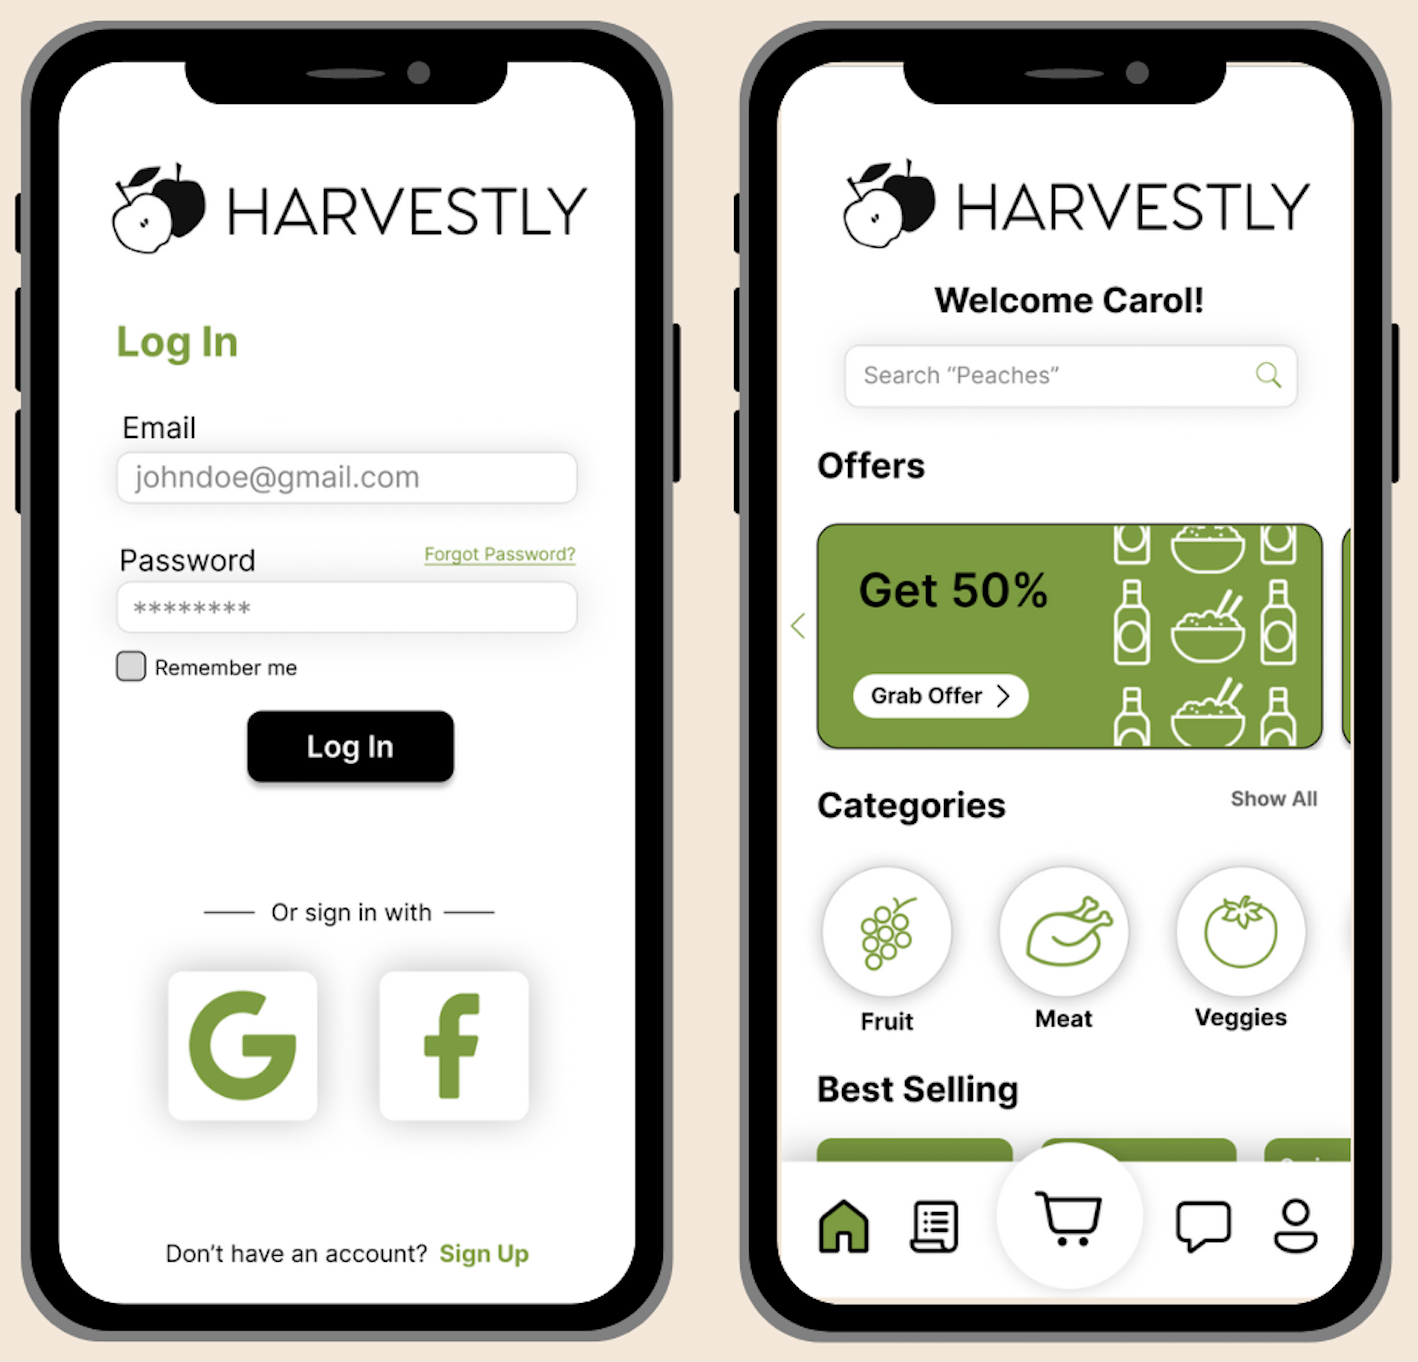 HARVESTLY
Log In
Email
johndoe@gmail.com
Password
Forgot Password?
********
Remember me
Log In
Or sign in with
G
f
Don’t have an account? Sign Up
HARVESTLY
Welcome Carol!
Search “Peaches”
Offers
Get 50%
Grab Offer
Categories
Show All
Fruit
Meat
Veggies
Best Selling